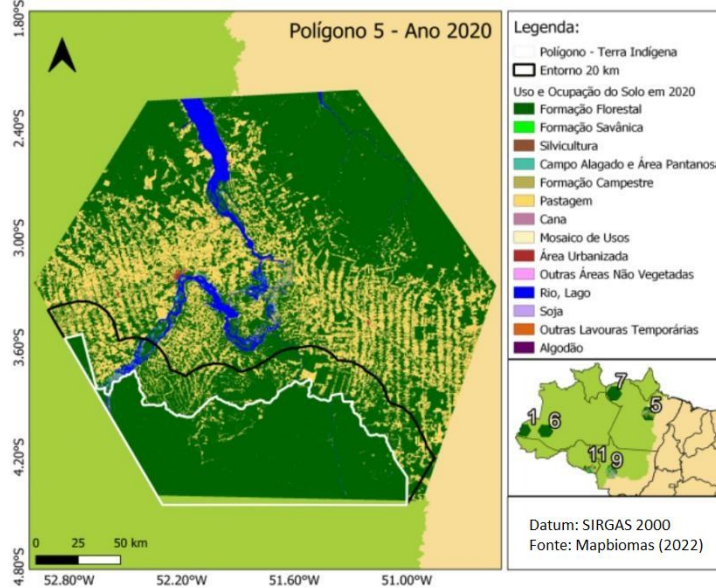 Polígono 5 - Ano 2020
1.80°S
2.40°S
3.00°S
3.60°S
4.20°S
4.80°S
0 25 50 km
52.80°W 52.20°W 51.60°W 51.00°W
Legenda:
Polígono - Terra Indígena
Entorno 20 km
Uso e Ocupação do Solo em 2020
Formação Florestal
Formação Savânica
Silvicultura
Campo Alagado e Área Pantanosa
Formação Campestre
Pastagem
Cana
Mosaico de Usos
Área Urbanizada
Outras Áreas Não Vegetadas
Rio, Lago
Soja
Outras Lavouras Temporárias
Algodão
7
5
1 6
11 9
Datum: SIRGAS 2000
Fonte: Mapbiomas (2022)